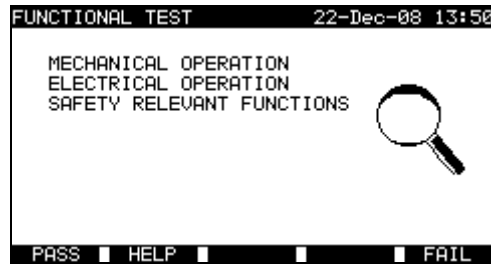 FUNCTIONAL TEST 22-Dec-08 13:50
MECHANICAL OPERATION
ELECTRICAL OPERATION
SAFETY RELEVANT FUNCTIONS
PASS HELP FAIL